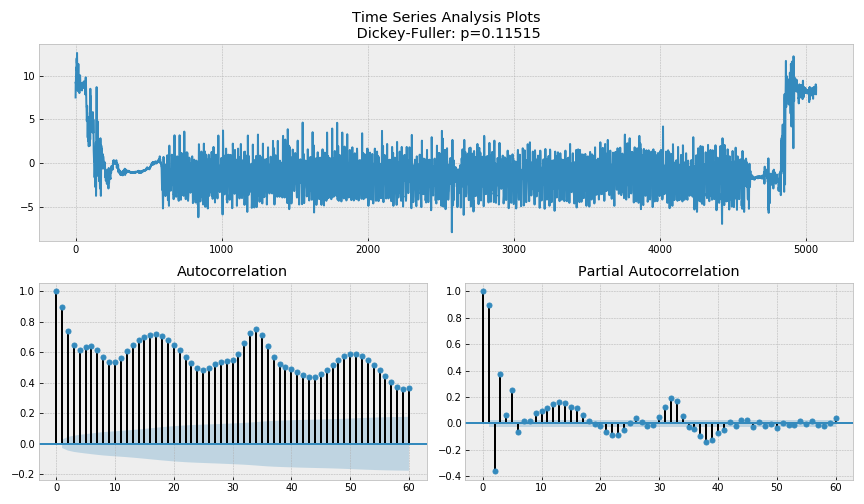 Time Series Analysis Plots
Dickey-Fuller: p=0.11515
10
5
0
−5
0 1000 2000 3000 4000 5000
Autocorrelation
1.0
0.8
0.6
0.4
0.2
0.0
−0.2
0 10 20 30 40 50 60
Partial Autocorrelation
1.0
0.8
0.6
0.4
0.2
0.0
−0.2
−0.4
0 10 20 30 40 50 60